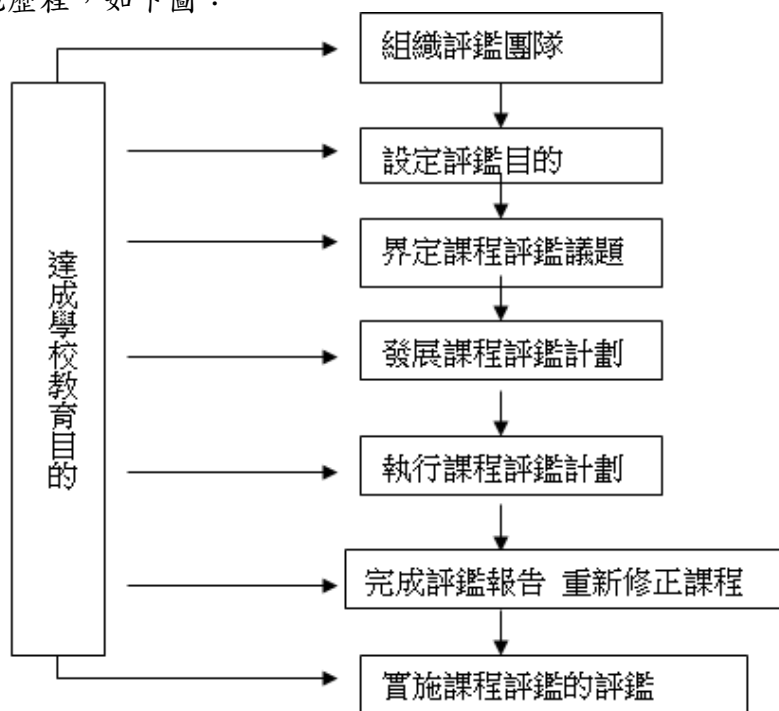 歷程，如下圖：
組織評鑑團隊
設定評鑑目的
界定課程評鑑議題
達成學校教育目的
發展課程評鑑計劃
執行課程評鑑計劃
完成評鑑報告 重新修正課程
實施課程評鑑的評鑑